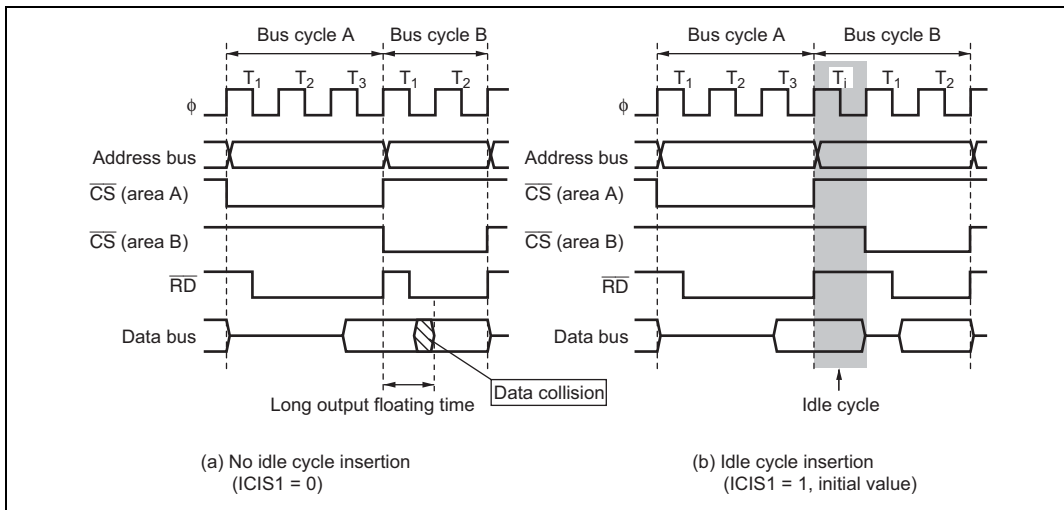 Bus cycle A Bus cycle B
T1 T2 T3 T1 T2
φ
Address bus
CS (area A)
CS (area B)
RD
Data bus
Data collision
Long output floating time
(a) No idle cycle insertion
(ICIS1 = 0)
Bus cycle A Bus cycle B
T1 T2 T3 Ti T1 T2
φ
Address bus
CS (area A)
CS (area B)
RD
Data bus
Idle cycle
(b) Idle cycle insertion
(ICIS1 = 1, initial value)